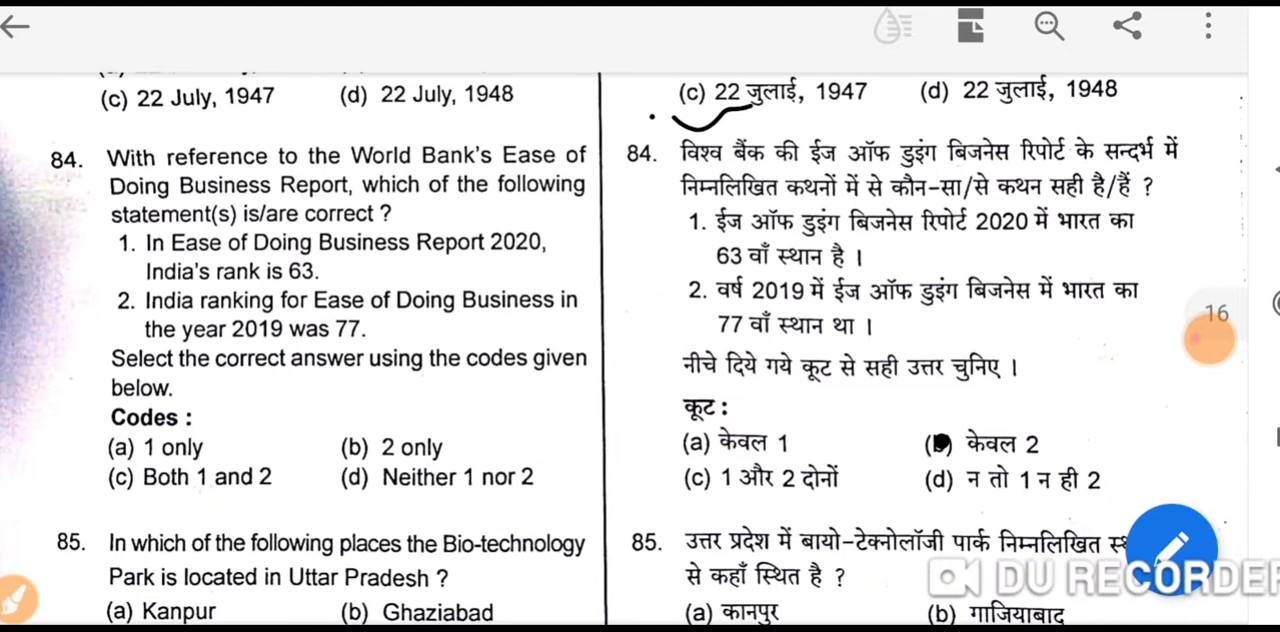 (c) 22 July, 1947 (d) 22 July, 1948
84. With reference to the World Bank's Ease of
Doing Business Report, which of the following
statement(s) is/are correct ?
1. In Ease of Doing Business Report 2020,
India's rank is 63.
2. India ranking for Ease of Doing Business in
the year 2019 was 77.
Select the correct answer using the codes given
below.
Codes :
(a) 1 only (b) 2 only
(c) Both 1 and 2 (d) Neither 1 nor 2
85. In which of the following places the Bio-technology
Park is located in Uttar Pradesh ?
(a) Kanpur (b) Ghaziabad
(c) 22 जुलाई, 1947 (d) 22 जुलाई, 1948
84. विश्व बैंक की ईज ऑफ डुइंग बिजनेस रिपोर्ट के सन्दर्भ में
निम्नलिखित कथनों में से कौन-सा/से कथन सही है/हैं ?
1. ईज ऑफ डुइंग बिजनेस रिपोर्ट 2020 में भारत का
63 वाँ स्थान है ।
2. वर्ष 2019 में ईज ऑफ डुइंग बिजनेस में भारत का
77 वाँ स्थान था ।
नीचे दिये गये कूट से सही उत्तर चुनिए ।
कूट :
(a) केवल 1 (b) केवल 2
(c) 1 और 2 दोनों (d) न तो 1 न ही 2
85. उत्तर प्रदेश में बायो-टेक्नोलॉजी पार्क निम्नलिखित
से कहाँ स्थित है ?
(a) कानपुर (b) गाजियाबाद
16
DU RECORDER